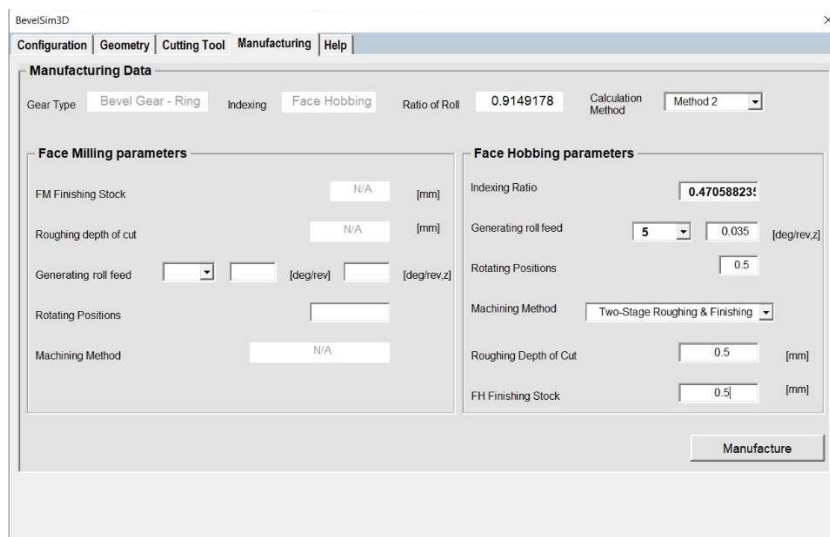 BevelSim3D
Configuration Geometry Cutting Tool Manufacturing Help
Manufacturing Data
Gear Type Bevel Gear - Ring Indexing Face Hobbing Ratio of Roll 0.9149178 Calculation Method Method 2
Face Milling parameters
FM Finishing Stock N/A [mm]
Roughing depth of cut N/A [mm]
Generating roll feed [deg/rev] [deg/rev,z]
Rotating Positions
Machining Method N/A
Face Hobbing parameters
Indexing Ratio 0.470588235
Generating roll feed 5 0.035 [deg/rev,z]
Rotating Positions 0.5
Machining Method Two-Stage Roughing & Finishing
Roughing Depth of Cut 0.5 [mm]
FH Finishing Stock 0.5 [mm]
Manufacture